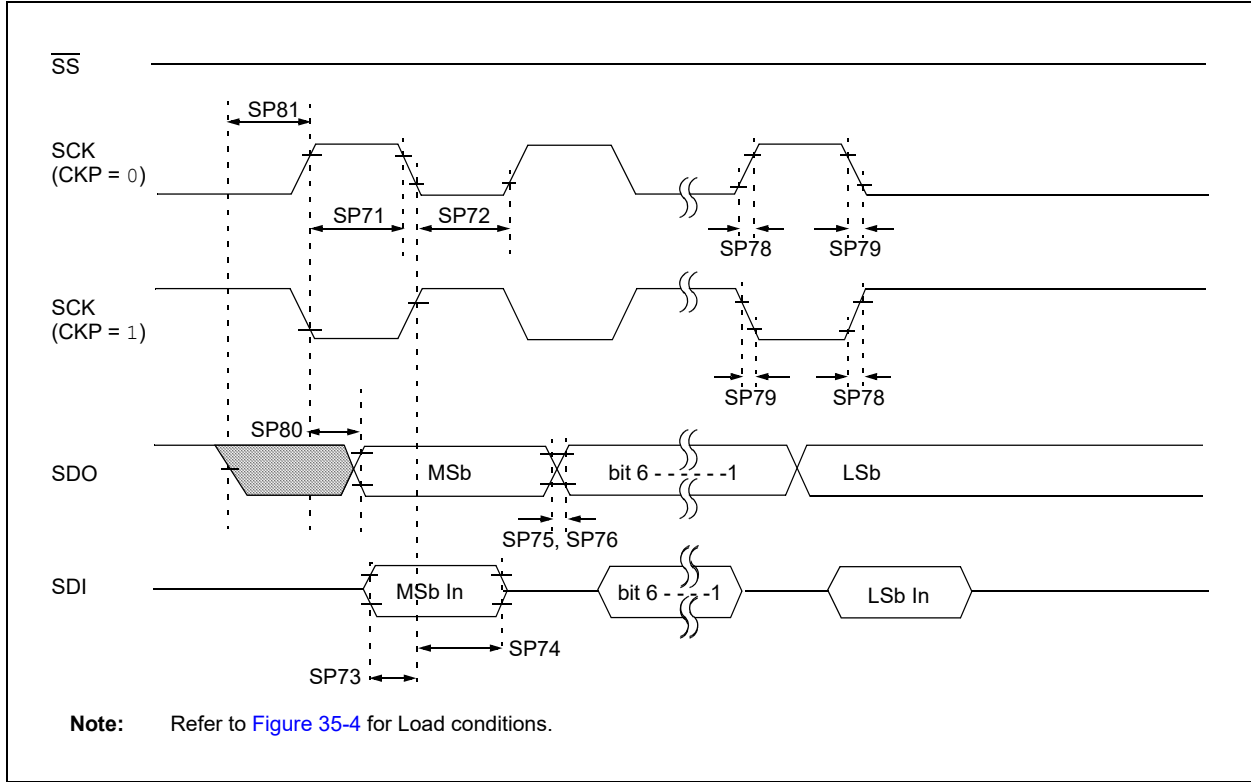 SS
SP81
SCK
(CKP = 0)
SP71
SP72
SP78
SP79
SCK
(CKP = 1)
SP79
SP78
SP80
SDO
MSb
bit 6 - - - - - - -1
LSb
SP75, SP76
SDI
MSb In
bit 6 - - - - -1
LSb In
SP74
SP73
Note: Refer to Figure 35-4 for Load conditions.